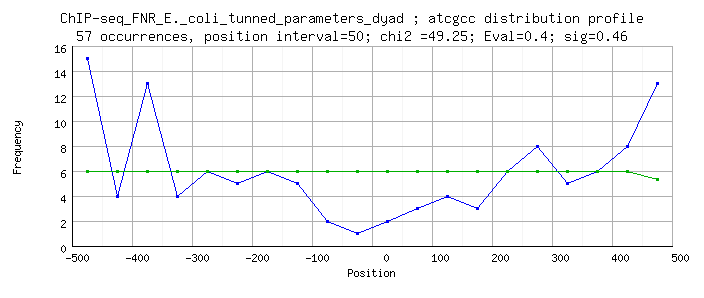 ChIP-seq_FNR_E._coli_tunned_parameters_dyad ; atcgcc distribution profile
57 occurrences, position interval=50; chi2 =49.25; Eval=0.4; sig=0.46
Frequency
16
14
12
10
8
6
4
2
0
-500 -400 -300 -200 -100 0 100 200 300 400 500
Position